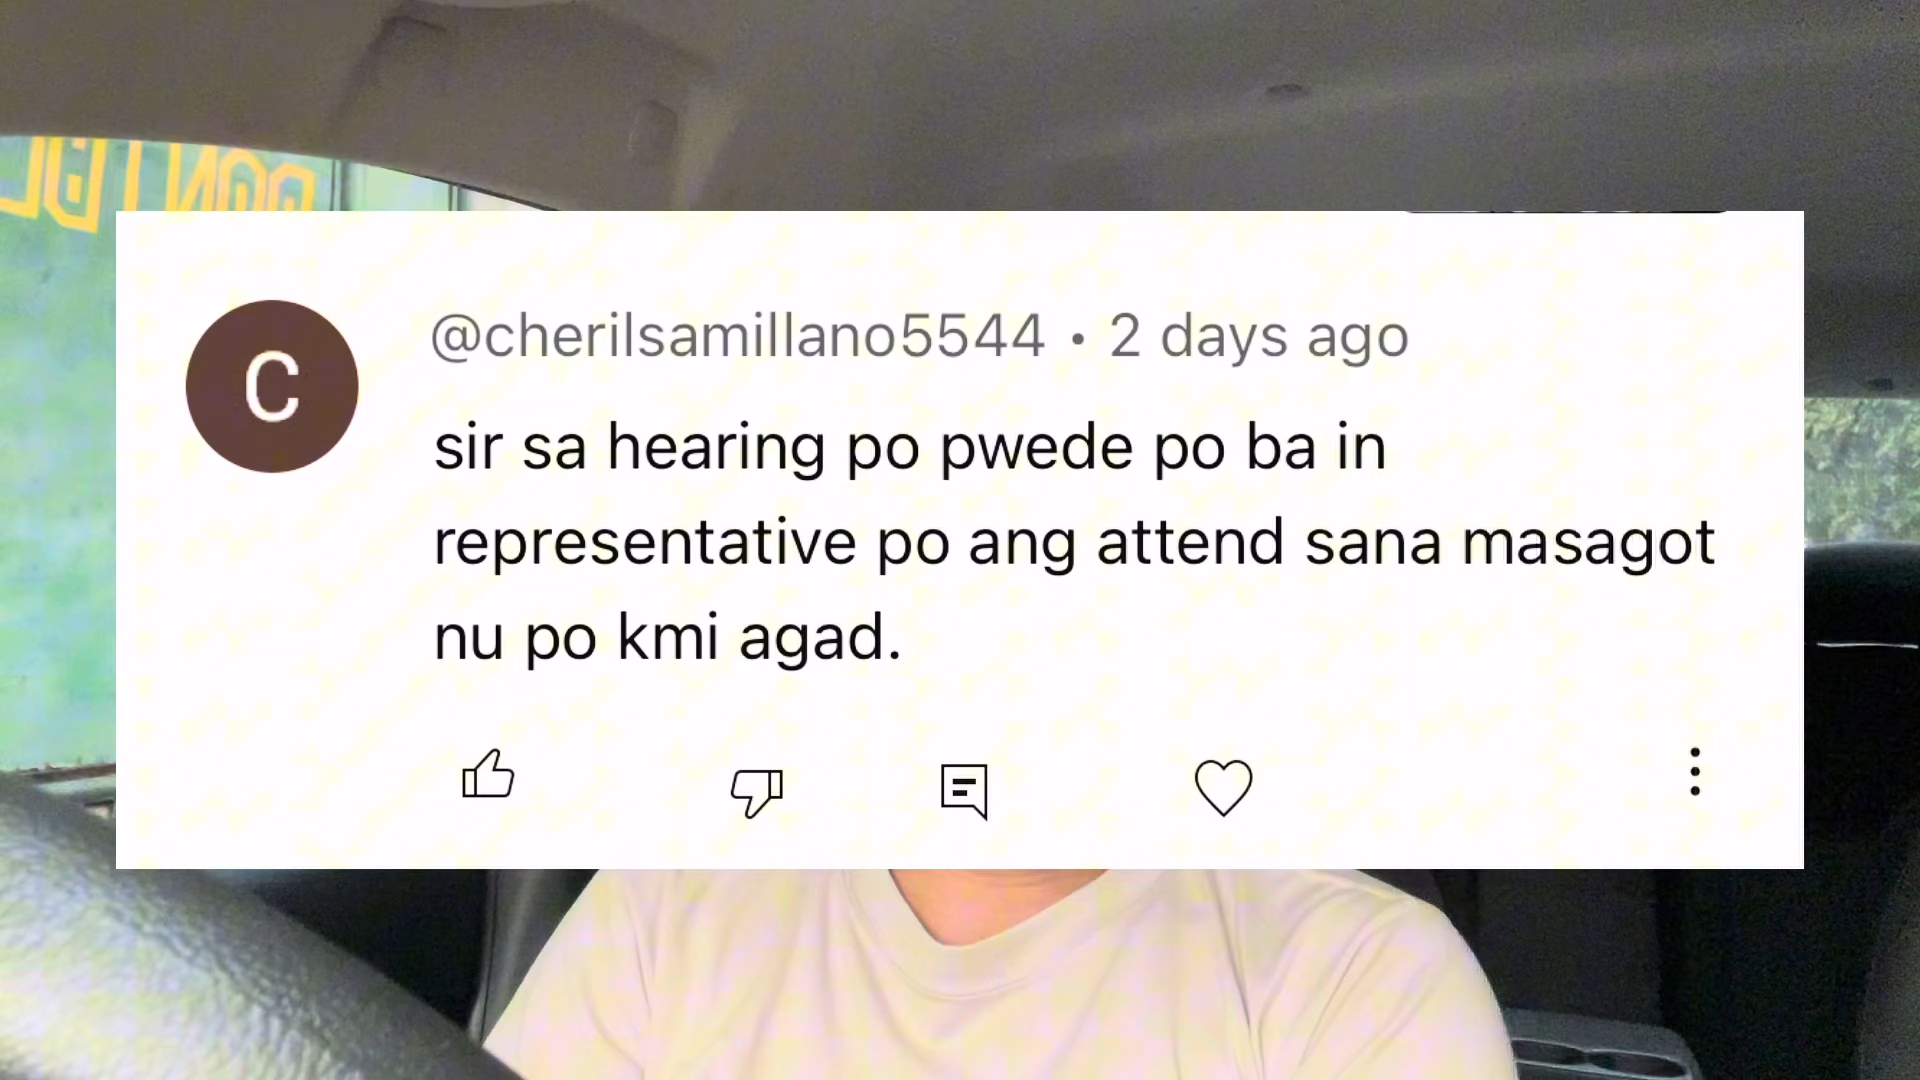 C
@cherilsamillano5544 • 2 days ago
sir sa hearing po pwede po ba in
representative po ang attend sana masagot
nu po kmi agad.